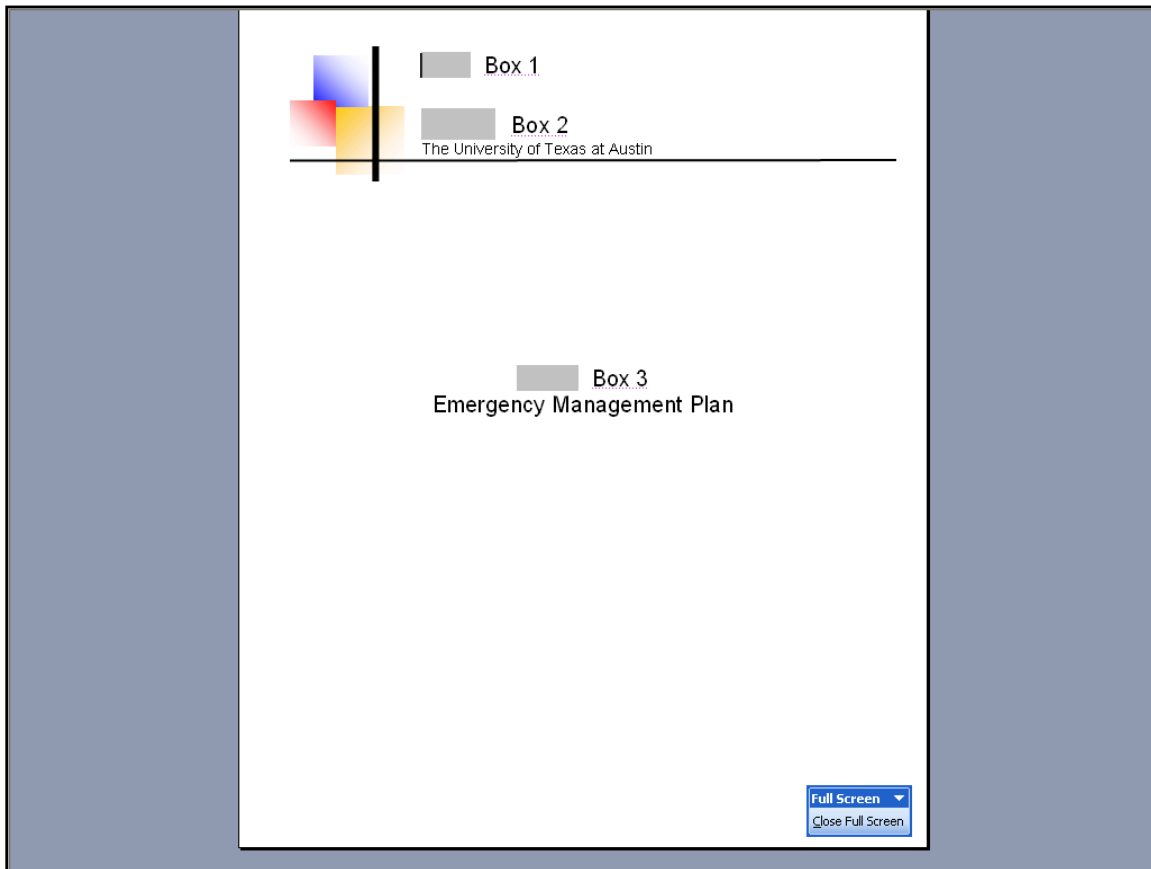 Box 1
Box 2
The University of Texas at Austin
Box 3
Emergency Management Plan
Full Screen
Close Full Screen